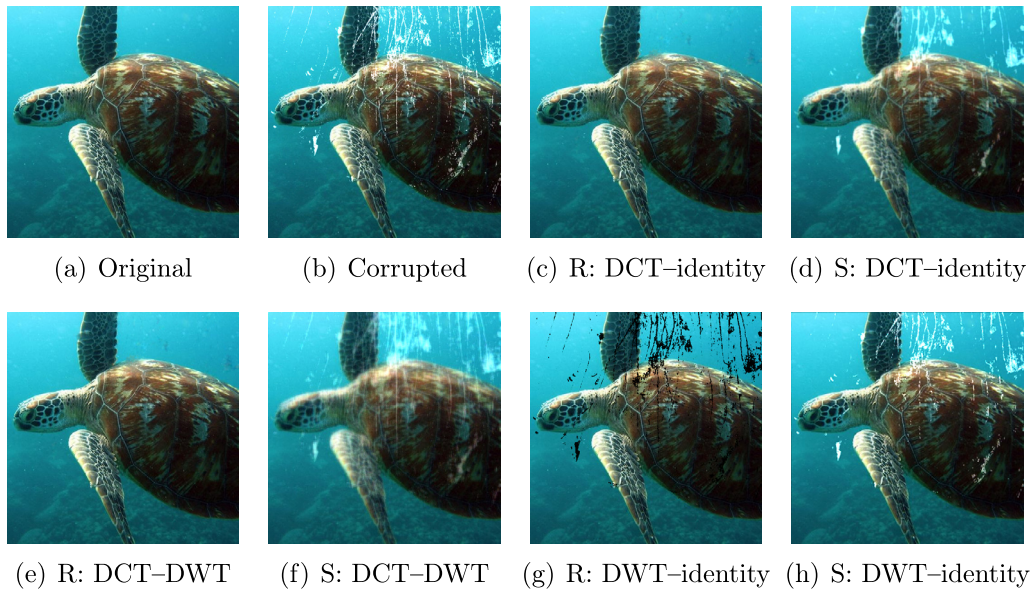 (a) Original
(b) Corrupted
(c) R: DCT–identity
(d) S: DCT–identity
(e) R: DCT–DWT
(f) S: DCT–DWT
(g) R: DWT–identity
(h) S: DWT–identity